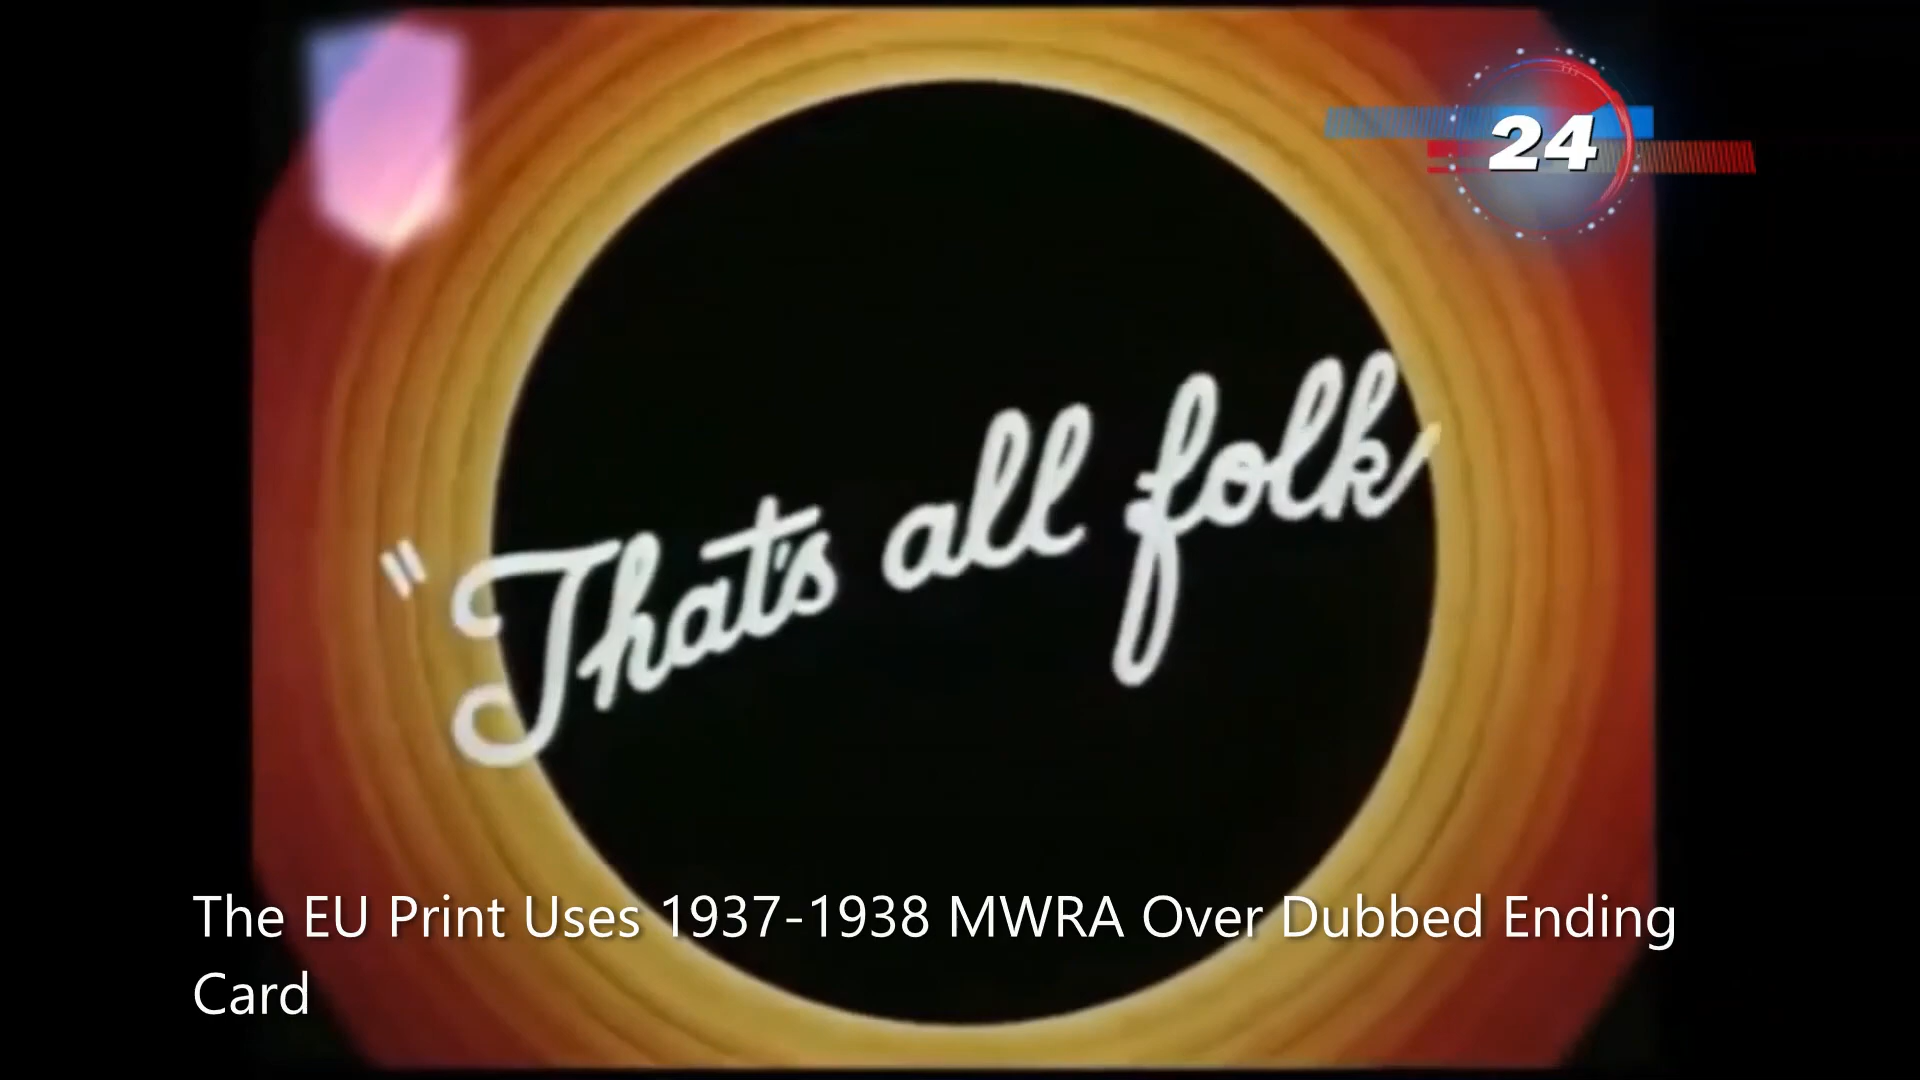 24
"That's all folk
The EU Print Uses 1937-1938 MWRA Over Dubbed Ending
Card